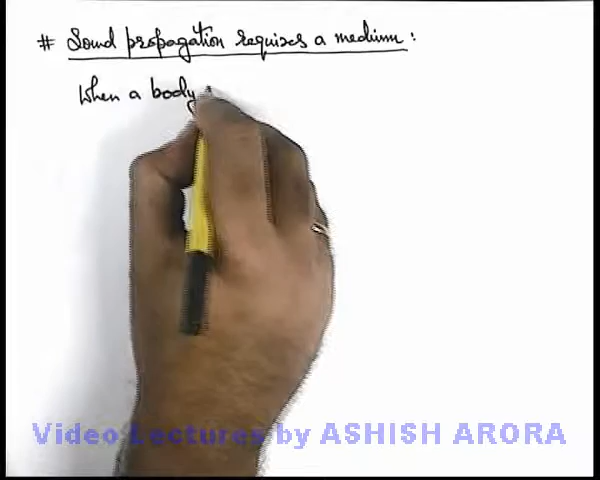 # Sound propagation requires a medium :
When a body
Video Lectures by ASHISH ARORA